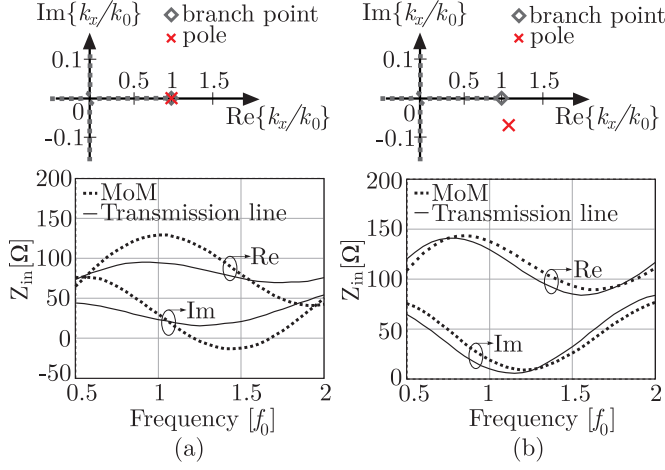 Im{k_x/k_0}
branch point
pole
0.1
0.5 1 1.5
0
Re{k_x/k_0}
-0.1
200
MoM
Transmission line
150
100
50
0
-50
Z_in[Ω]
Re
Im
0.5 1 1.5 2
Frequency [f_0]
(a)
Im{k_x/k_0}
branch point
pole
0.1
0.5 1 1.5
0
Re{k_x/k_0}
-0.1
200
MoM
Transmission line
150
100
50
0
Z_in[Ω]
Re
Im
0.5 1 1.5 2
Frequency [f_0]
(b)